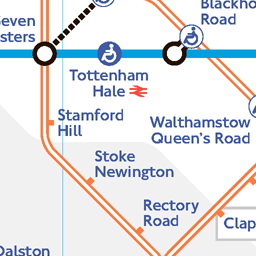 Blackho
Road
even
sters
Tottenham
Hale
Stamford
Hill
Walthamstow
Queen's Road
Stoke
Newington
Rectory
Road
Clap
Dalston